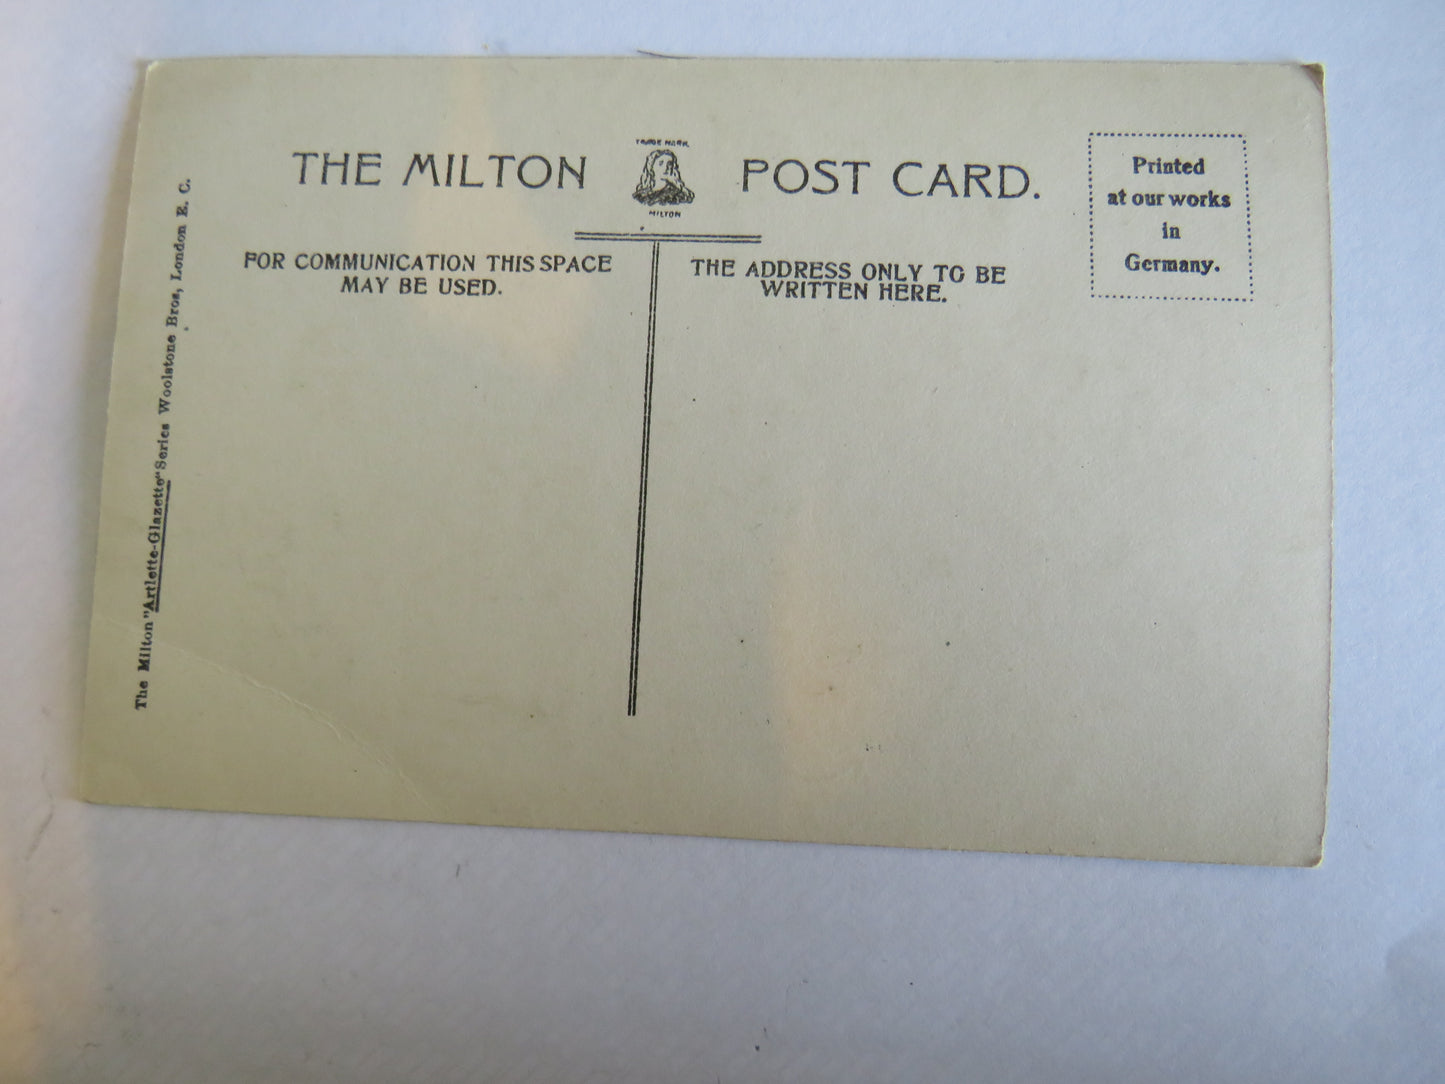 THE MILTON POST CARD.
TRADE MARK
MILTON
FOR COMMUNICATION THIS SPACE
MAY BE USED.
THE ADDRESS ONLY TO BE
WRITTEN HERE.
Printed
at our works
in
Germany.
The Milton "Artlette-Glazette" Series Woolstone Bros, London E. C.